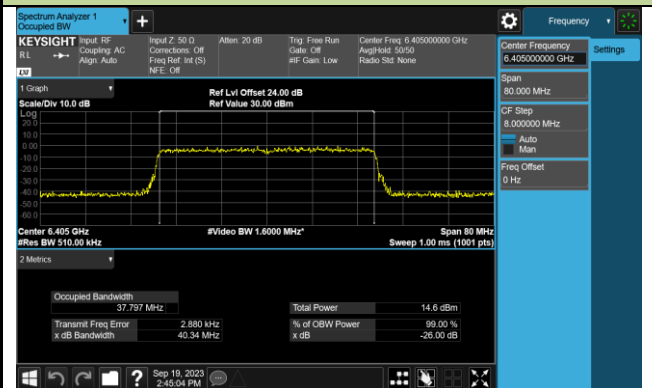 Spectrum Analyzer 1
Occupied BW
Frequency
KEYSIGHT
RL
LXI
Input: RF
Coupling: AC
Align: Auto
Input Z: 50 Ω
Corrections: Off
Freq Ref: Int (S)
NFE: Off
Atten: 20 dB
Trig: Free Run
Gate: Off
#IF Gain: Low
Center Freq: 6.405000000 GHz
Avg|Hold: 50/50
Radio Std: None
Center Frequency
6.405000000 GHz
Settings
Span
80.000 MHz
CF Step
8.000000 MHz
Auto
Man
Freq Offset
0 Hz
1 Graph
Scale/Div 10.0 dB
Ref Lvl Offset 24.00 dB
Ref Value 30.00 dBm
Log
20.0
10.0
0.00
-10.0
-20.0
-30.0
-40.0
-50.0
-60.0
Center 6.405 GHz
#Res BW 510.00 kHz
#Video BW 1.6000 MHz*
Span 80 MHz
Sweep 1.00 ms (1001 pts)
2 Metrics
Occupied Bandwidth
37.797 MHz
Total Power
14.6 dBm
Transmit Freq Error
2.880 kHz
% of OBW Power
99.00 %
x dB Bandwidth
40.34 MHz
x dB
-26.00 dB
?
Sep 19, 2023
2:45:04 PM